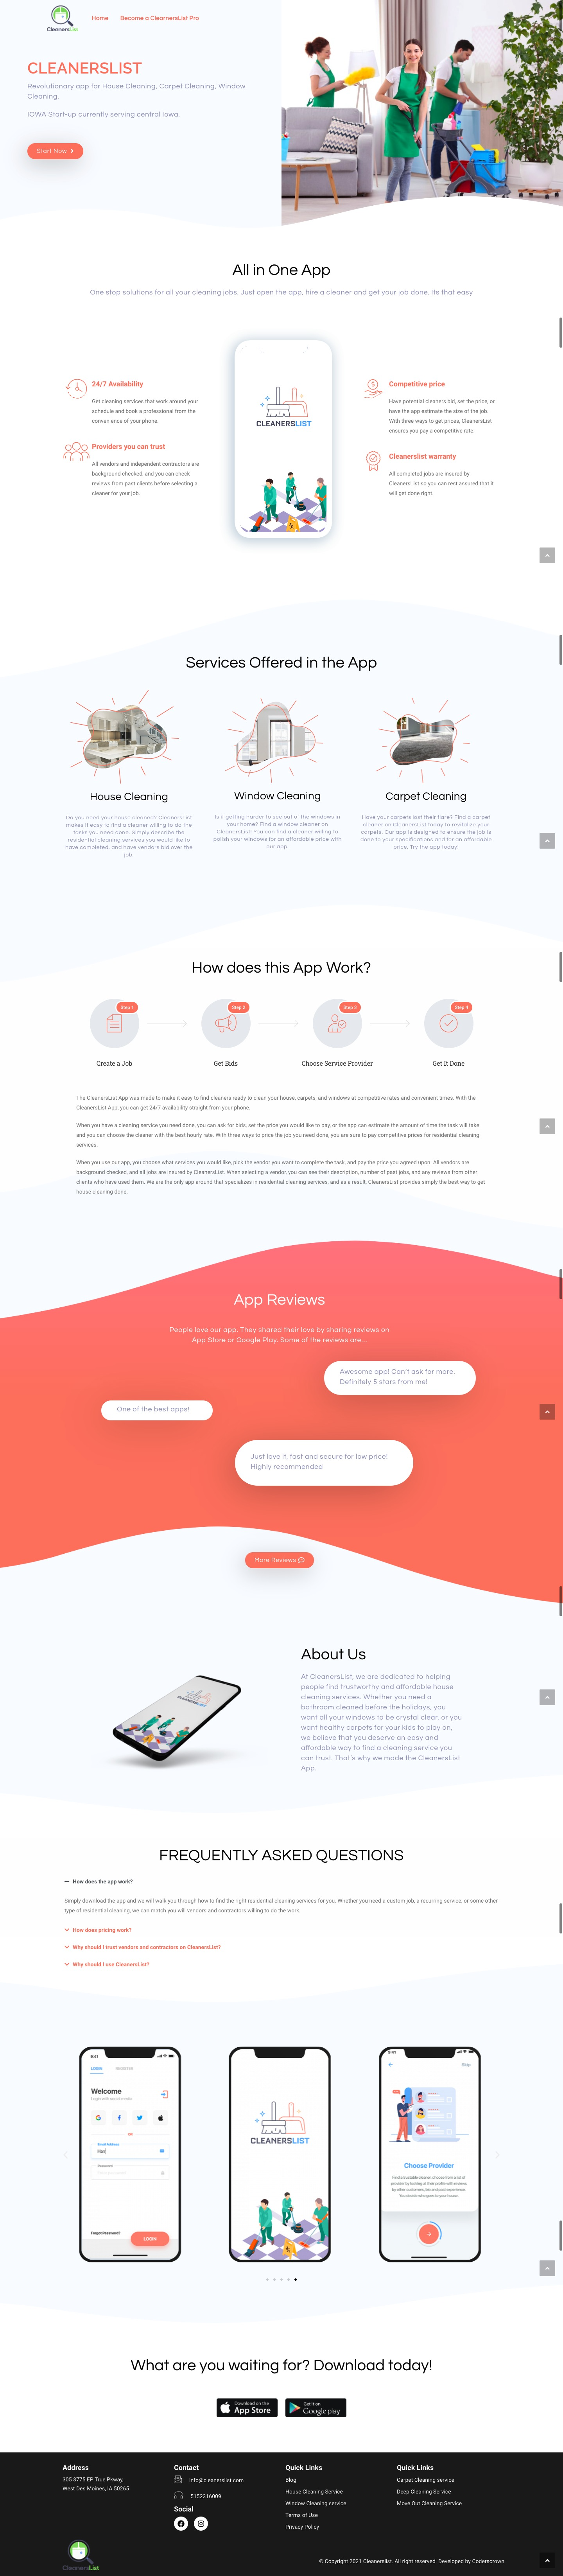 CleanersList
Home
Become a ClearnersList Pro
CLEANERSLIST
Revolutionary app for House Cleaning, Carpet Cleaning, Window
Cleaning.
IOWA Start-up currently serving central Iowa.
Start Now
All in One App
One stop solutions for all your cleaning jobs. Just open the app, hire a cleaner and get your job done. Its that easy
24/7 Availability
Get cleaning services that work around your
schedule and book a professional from the
convenience of your phone.
Providers you can trust
All vendors and independent contractors are
background checked, and you can check
reviews from past clients before selecting a
cleaner for your job.
CLEANERSLIST
Competitive price
Have potential cleaners bid, set the price, or
have the app estimate the size of the job.
With three ways to get prices, CleanersList
ensures you pay a competitive rate.
Cleanerslist warranty
All completed jobs are insured by
CleanersList so you can rest assured that it
will get done right.
Services Offered in the App
House Cleaning
Do you need your house cleaned? CleanersList
makes it easy to find a cleaner willing to do the
tasks you need done. Simply describe the
residential cleaning services you would like to
have completed, and have vendors bid over the
job.
Window Cleaning
Is it getting harder to see out of the windows in
your home? Find a window cleaner on
CleanersList! You can find a cleaner willing to
polish your windows for an affordable price with
our app.
Carpet Cleaning
Have your carpets lost their flare? Find a carpet
cleaner on CleanersList today to revitalize your
carpets. Our app is designed to ensure the job is
done to your specifications and for an affordable
price. Try the app today!
How does this App Work?
Step 1
Step 2
Step 3
Step 4
Create a Job
Get Bids
Choose Service Provider
Get It Done
The CleanersList App was made to make it easy to find cleaners ready to clean your house, carpets, and windows at competitive rates and convenient times. With the
CleanersList App, you can get 24/7 availability straight from your phone.
When you have a cleaning service you need done, you can ask for bids, set the price you would like to pay, or the app can estimate the amount of time the task will take
and you can choose the cleaner with the best hourly rate. With three ways to price the job you need done, you are sure to pay competitive prices for residential cleaning
services.
When you use our app, you choose what services you would like, pick the vendor you want to complete the task, and pay the price you agreed upon. All vendors are
background checked, and all jobs are insured by CleanersList. When selecting a vendor, you can see their description, number of past jobs, and any reviews from other
clients who have used them. We are the only app around that specializes in residential cleaning services, and as a result, CleanersList provides simply the best way to get
house cleaning done.
App Reviews
People love our app. They shared their love by sharing reviews on
App Store or Google Play. Some of the reviews are...
Awesome app! Can't ask for more.
Definitely 5 stars from me!
One of the best apps!
Just love it, fast and secure for low price!
Highly recommended
More Reviews
CLEANERSLIST
About Us
At CleanersList, we are dedicated to helping
people find trustworthy and affordable house
cleaning services. Whether you need a
bathroom cleaned before the holidays, you
want all your windows to be crystal clear, or you
want healthy carpets for your kids to play on,
we believe that you deserve an easy and
affordable way to find a cleaning service you
can trust. That's why we made the CleanersList
App.
FREQUENTLY ASKED QUESTIONS
How does the app work?
Simply download the app and we will walk you through how to find the right residential cleaning services for you. Whether you need a custom job, a recurring service, or some other
type of residential cleaning, we can match you will vendors and contractors willing to do the work.
How does pricing work?
Why should I trust vendors and contractors on CleanersList?
Why should I use CleanersList?
9:41
LOGIN
REGISTER
Welcome
Login with social media
OR
Email Address
Password
Forgot Password?
LOGIN
CLEANERSLIST
9:41
Skip
Choose Provider
What are you waiting for? Download today!
Download on the
App Store
Get it on
Google play
Address
305 3775 EP True Pkway,
West Des Moines, IA 50265
Contact
info@cleanerslist.com
5152316009
Social
Quick Links
Blog
House Cleaning Service
Window Cleaning service
Terms of Use
Privacy Policy
Quick Links
Carpet Cleaning service
Deep Cleaning Service
Move Out Cleaning Service
CleanersList
© Copyright 2021 Cleanerslist. All right reserved. Developed by Coderscrown